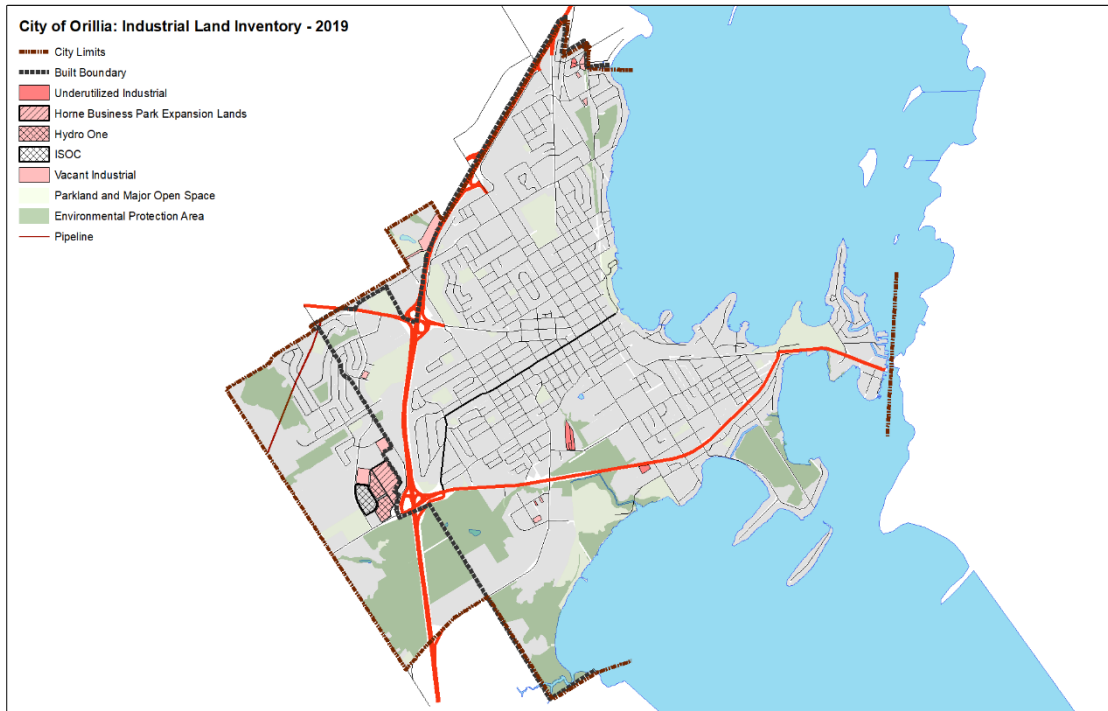 City of Orillia: Industrial Land Inventory - 2019
City Limits
Built Boundary
Underutilized Industrial
Horne Business Park Expansion Lands
Hydro One
ISOC
Vacant Industrial
Parkland and Major Open Space
Environmental Protection Area
Pipeline